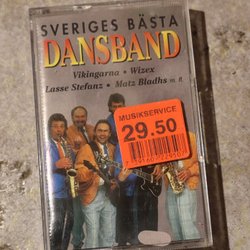 SVERIGES BÄSTA
DANSBAND
Vikingarna · Wizex
Lasse Stefanz · Matz Bladhs m. fl.
MUSIKSERVICE
29.50